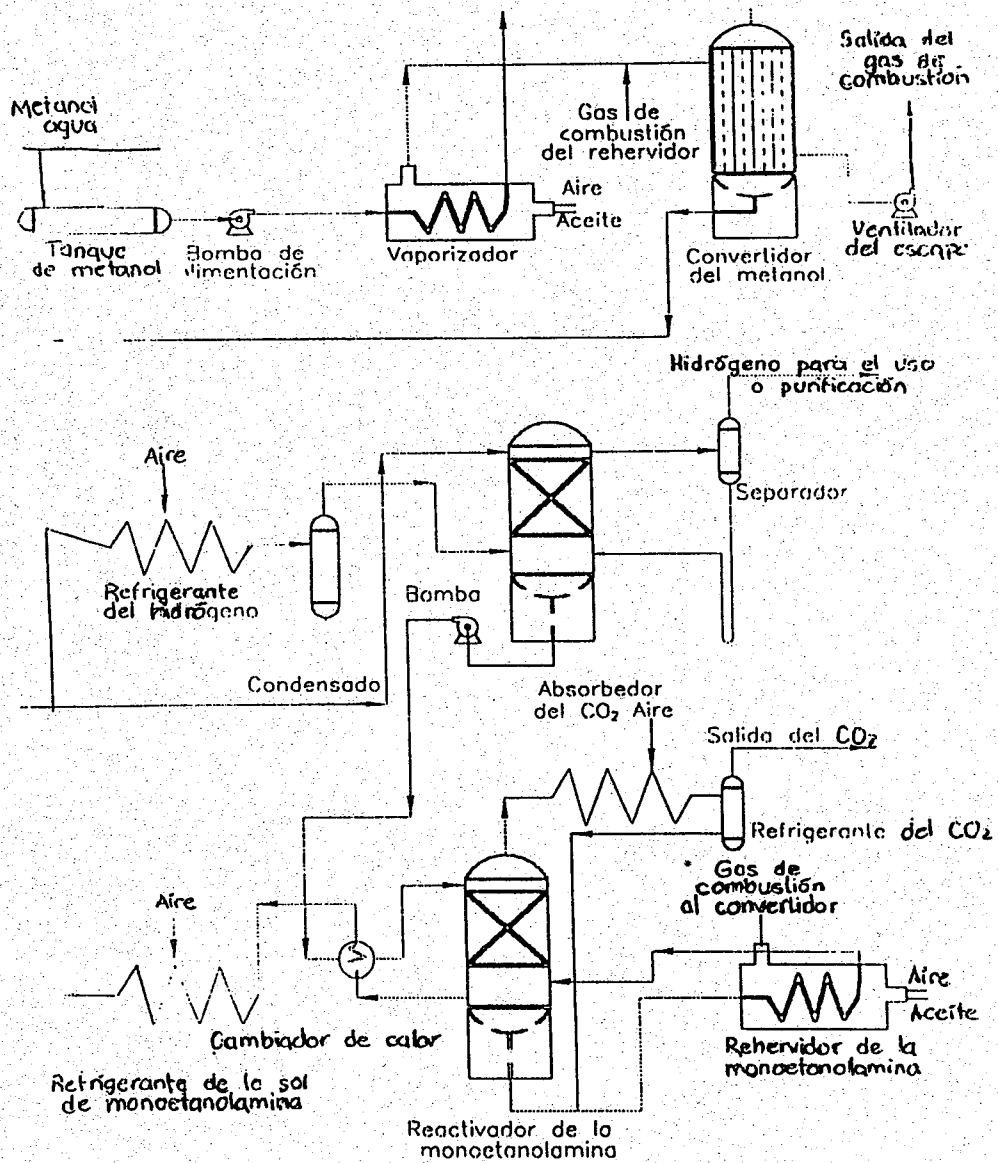 Salida del
gas de
combustión
Metanol
agua
Gas de
combustión
del rehervidor
Aire
Aceite
Tanque
de metanol
Bomba de
alimentación
Vaporizador
Convertidor
del metanol
Ventilador
del escape
Hidrógeno para el uso
o purificación
Aire
Separador
Refrigerante
del hidrógeno
Bomba
Condensado
Absorbedor
del CO₂ Aire
Salida del CO₂
Refrigerante del CO₂
Gas de
combustión
al convertidor
Aire
Aire
Aceite
Cambiador de calor
Rehervidor de la
monoetanolamina
Refrigerante de la sol
de monoetanolamina
Reactivador de la
monoetanolamina